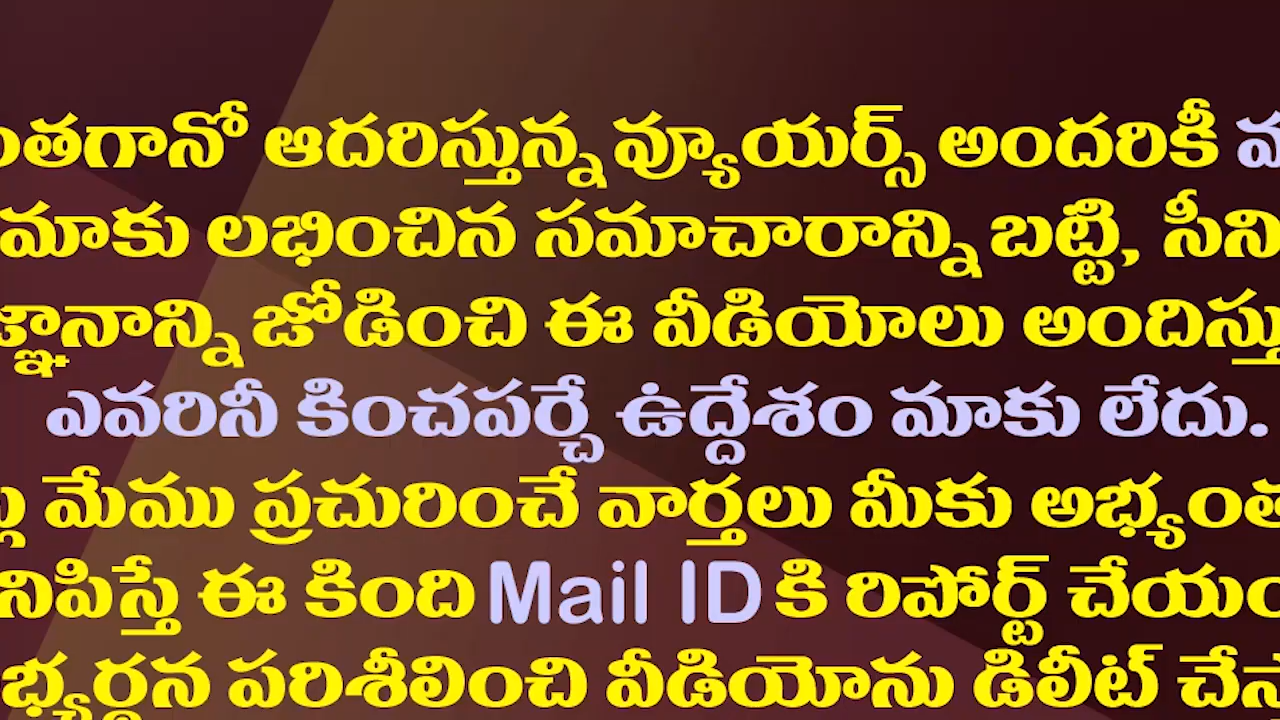 ంతగానో ఆదరిస్తున్న వ్యూయర్స్ అందరికీ
మాకు లభించిన సమాచారాన్ని బట్టి, సీని
జ్ఞానాన్ని జోడించి ఈ వీడియోలు అందిస్తు
ఎవరినీ కించపర్చే ఉద్దేశం మాకు లేదు.
మేము ప్రచురించే వార్తలు మీకు అభ్యంత
నిపిస్తే ఈ కింది Mail ID కి రిపోర్ట్ చేయం
భ్యర్థన పరిశీలించి వీడియోను డిలీట్ చేస